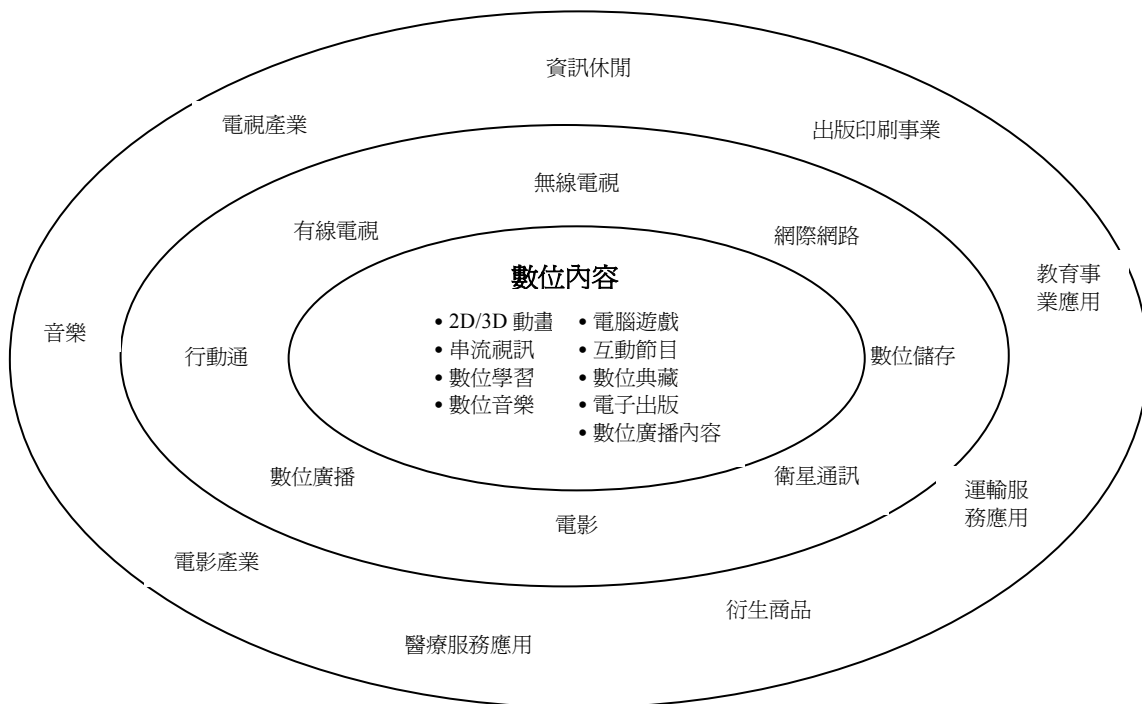 資訊休閒
電視產業
出版印刷事業
無線電視
有線電視
網際網路
教育事
業應用
數位內容
音樂
行動通
• 2D/3D 動畫
• 串流視訊
• 數位學習
• 數位音樂
• 電腦遊戲
• 互動節目
• 數位典藏
• 電子出版
• 數位廣播內容
數位儲存
數位廣播
衛星通訊
運輸服
務應用
電影
電影產業
衍生商品
醫療服務應用